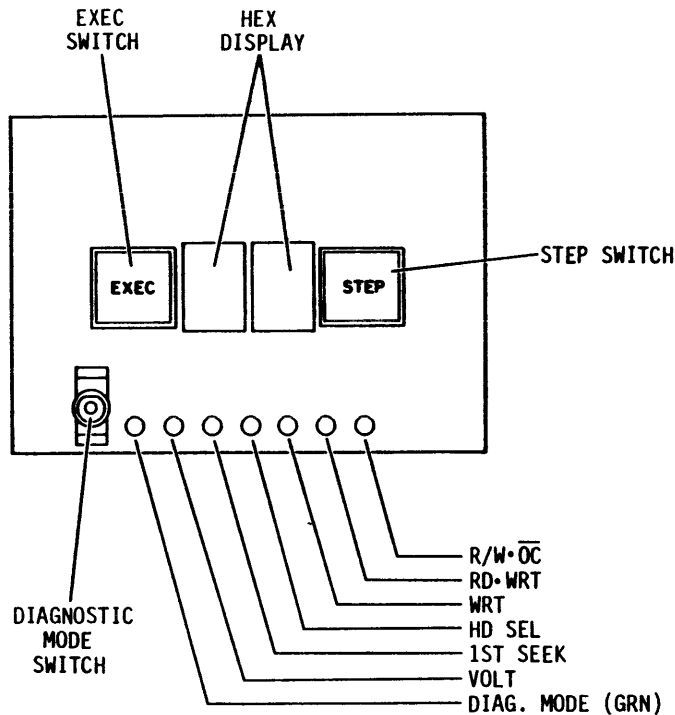 EXEC
SWITCH
HEX
DISPLAY
EXEC
STEP
STEP SWITCH
DIAGNOSTIC
MODE
SWITCH
R/W•O̅C̅
RD•WRT
WRT
HD SEL
1ST SEEK
VOLT
DIAG. MODE (GRN)